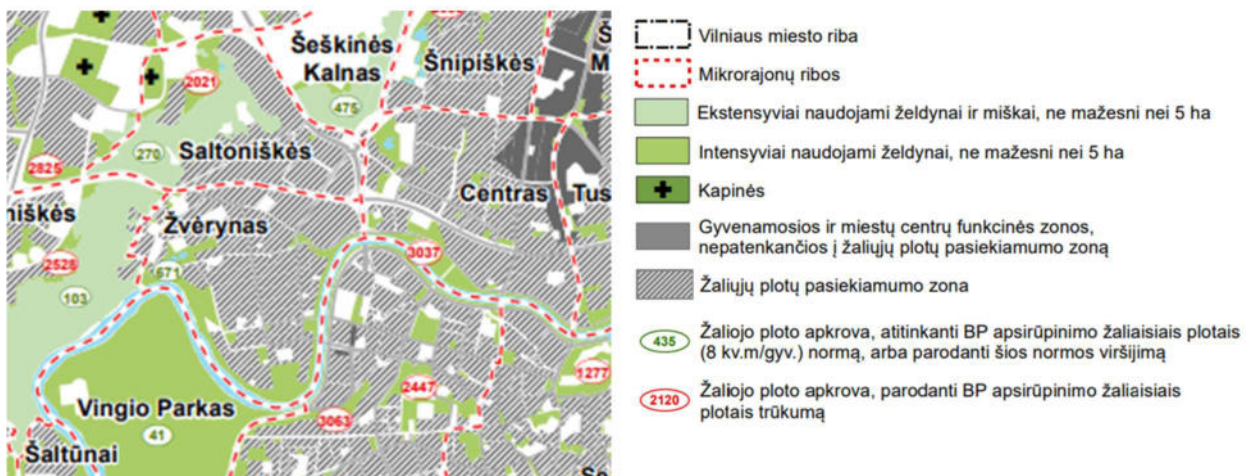 Šeškinės
Kalnas
Šnipiškės
Š
M
2021
475
270
Saltoniškės
2825
Centras
Tus
niškės
Žvėrynas
2528
3037
671
103
1277
2447
Vingio Parkas
41
3063
Šaltūnai
Se
Vilniaus miesto riba
Mikrorajonų ribos
Ekstensyviai naudojami želdynai ir miškai, ne mažesni nei 5 ha
Intensyviai naudojami želdynai, ne mažesni nei 5 ha
Kapinės
Gyvenamosios ir miestų centrų funkcinės zonos,
nepatenkančios į žaliųjų plotų pasiekiamumo zoną
Žaliųjų plotų pasiekiamumo zona
435
Žaliojo ploto apkrova, atitinkanti BP apsirūpinimo žaliaisiais plotais
(8 kv.m/gyv.) normą, arba parodanti šios normos viršijimą
2120
Žaliojo ploto apkrova, parodanti BP apsirūpinimo žaliaisiais
plotais trūkumą